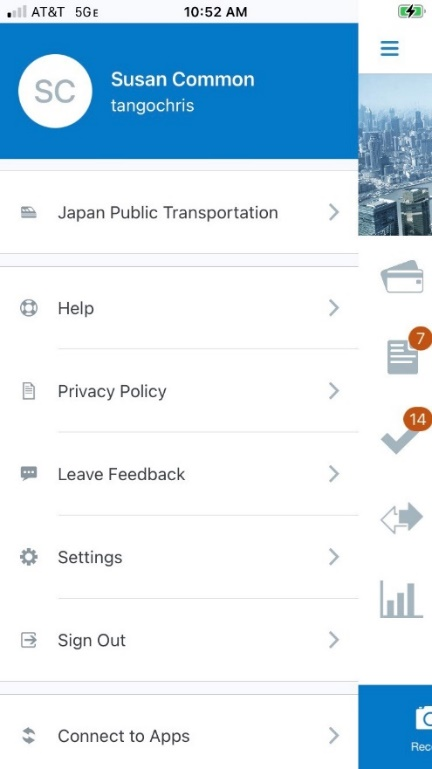 AT&T 5GE 10:52 AM
SC
Susan Common
tangochris
Japan Public Transportation
Help
Privacy Policy
Leave Feedback
Settings
Sign Out
Connect to Apps
7
14
Rec